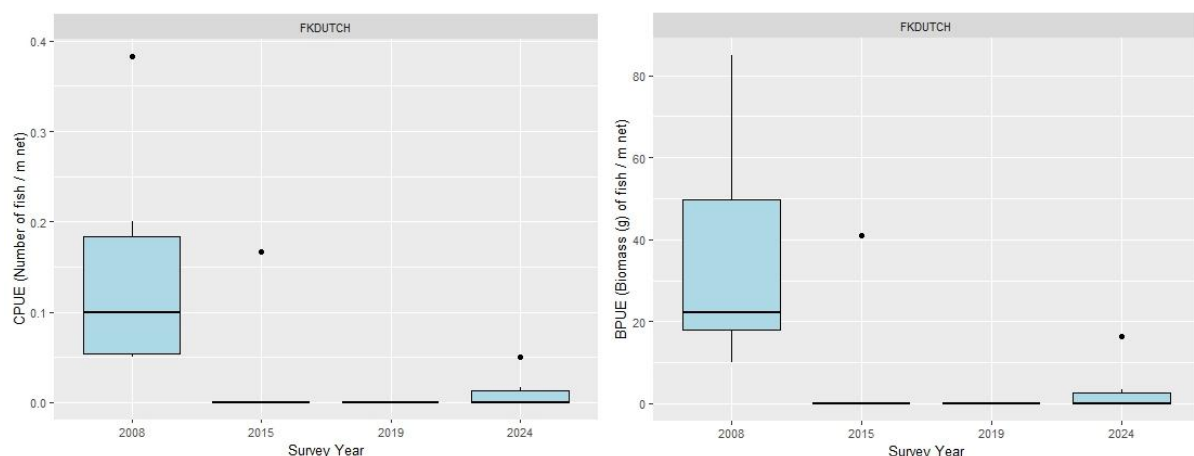 FKDUTCH
CPUE (Number of fish / m net)
0.4
0.3
0.2
0.1
0.0
2008 2015 2019 2024
Survey Year
FKDUTCH
BPUE (Biomass (g) of fish / m net)
80
60
40
20
0
2008 2015 2019 2024
Survey Year